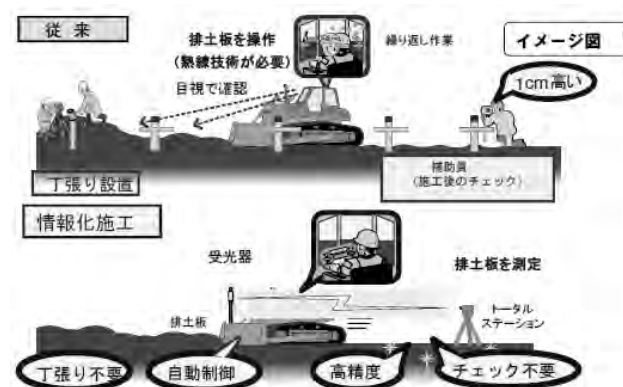 従来
排土板を操作
(熟練技術が必要)
目視で確認
繰り返し作業
イメージ図
1cm高い
丁張り設置
補助員
(施工後のチェック)
情報化施工
受光器
排土板を測定
排土板
トータル
ステーション
丁張り不要
自動制御
高精度
チェック不要